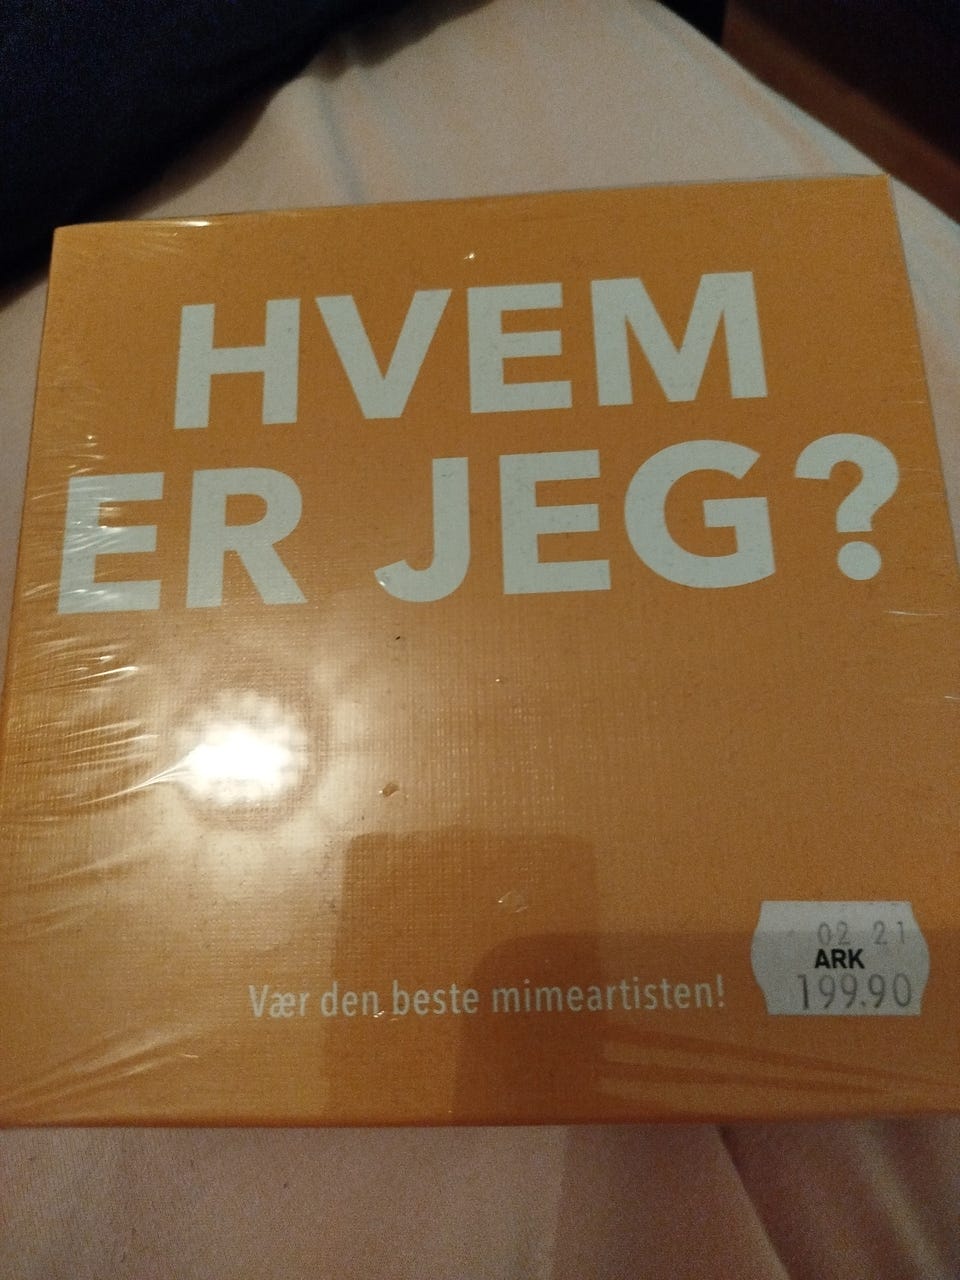 HVEM
ER JEG?
02 21
ARK
199.90
Vær den beste mimeartisten!